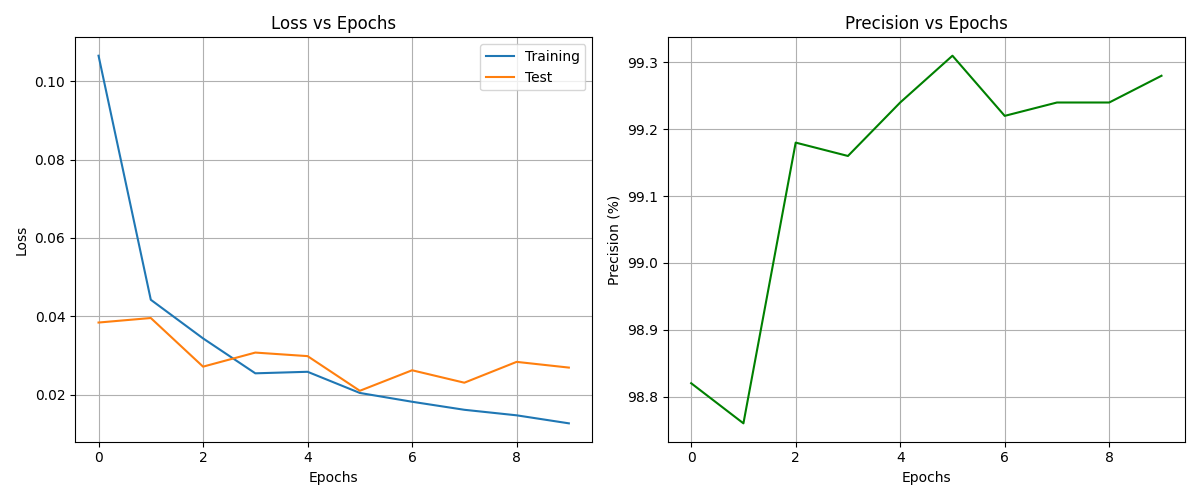 Loss vs Epochs
Training
Test
0.10
0.08
0.06
0.04
0.02
Loss
0 2 4 6 8
Epochs
Precision vs Epochs
99.3
99.2
99.1
99.0
98.9
98.8
Precision (%)
0 2 4 6 8
Epochs